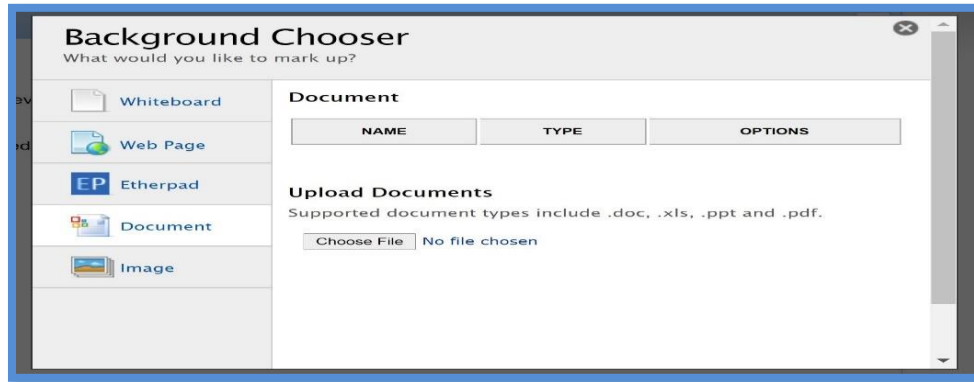 Background Chooser
What would you like to mark up?
Whiteboard
Web Page
EP Etherpad
Document
Image
Document
NAME TYPE OPTIONS
Upload Documents
Supported document types include .doc, .xls, .ppt and .pdf.
Choose File No file chosen